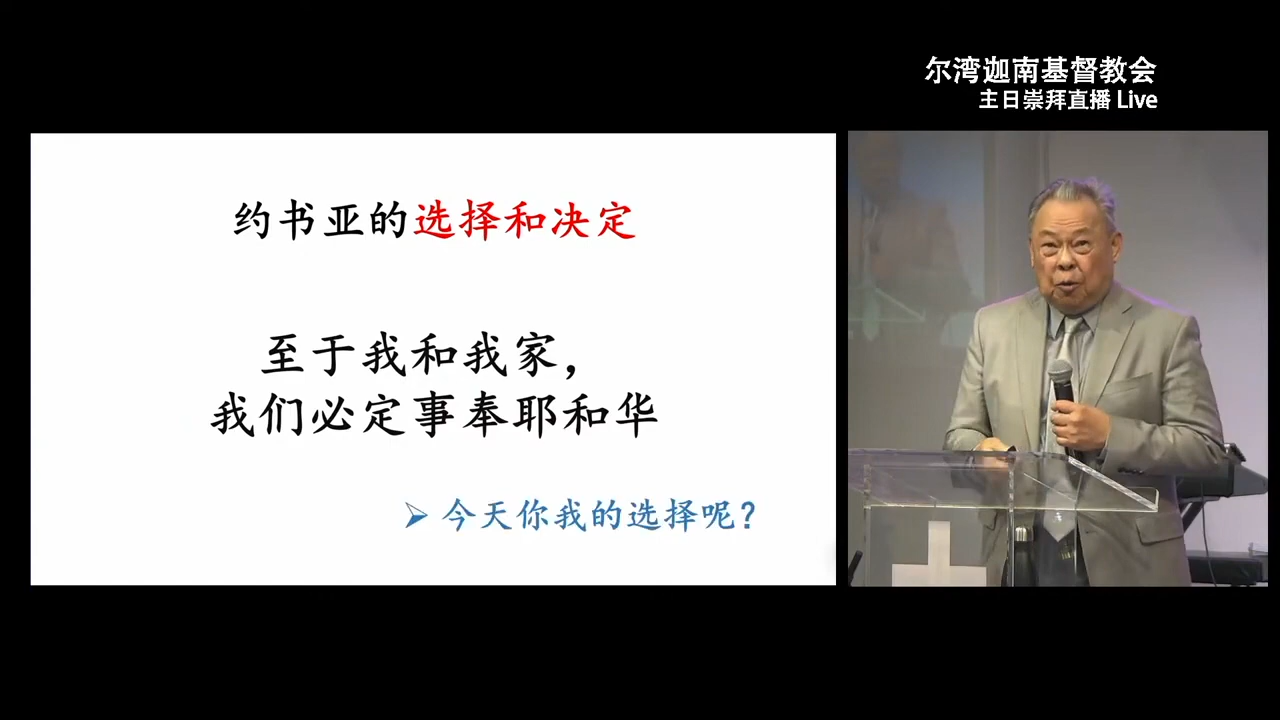 尔湾迦南基督教会
主日崇拜直播 Live
约书亚的选择和决定
至于我和我家，
我们必定事奉耶和华
➢ 今天你我的选择呢？